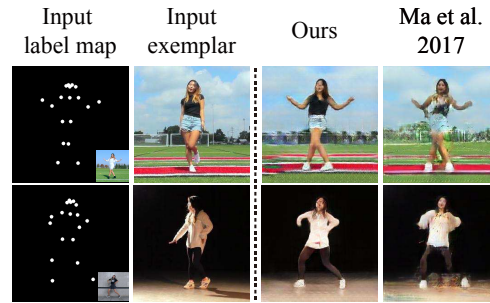 Input
label map
Input
exemplar
Ours
Ma et al.
2017